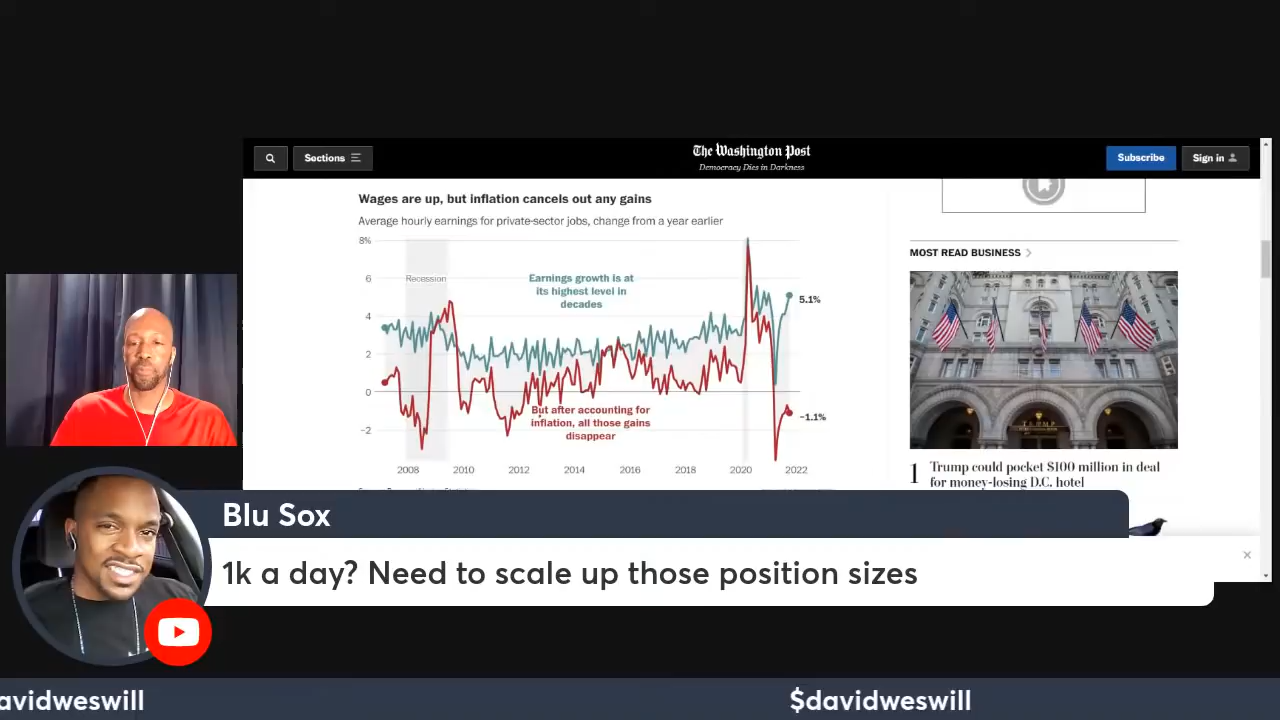 Sections
The Washington Post
Democracy Dies in Darkness
Subscribe
Sign in
Wages are up, but inflation cancels out any gains
Average hourly earnings for private-sector jobs, change from a year earlier
8%
6
4
2
0
−2
Recession
Earnings growth is at
its highest level in
decades
5.1%
But after accounting for
inflation, all those gains
disappear
−1.1%
2008
2010
2012
2014
2016
2018
2020
2022
MOST READ BUSINESS
TRUMP
1
Trump could pocket $100 million in deal
for money-losing D.C. hotel
Blu Sox
1k a day? Need to scale up those position sizes
avidweswill
$davidweswill